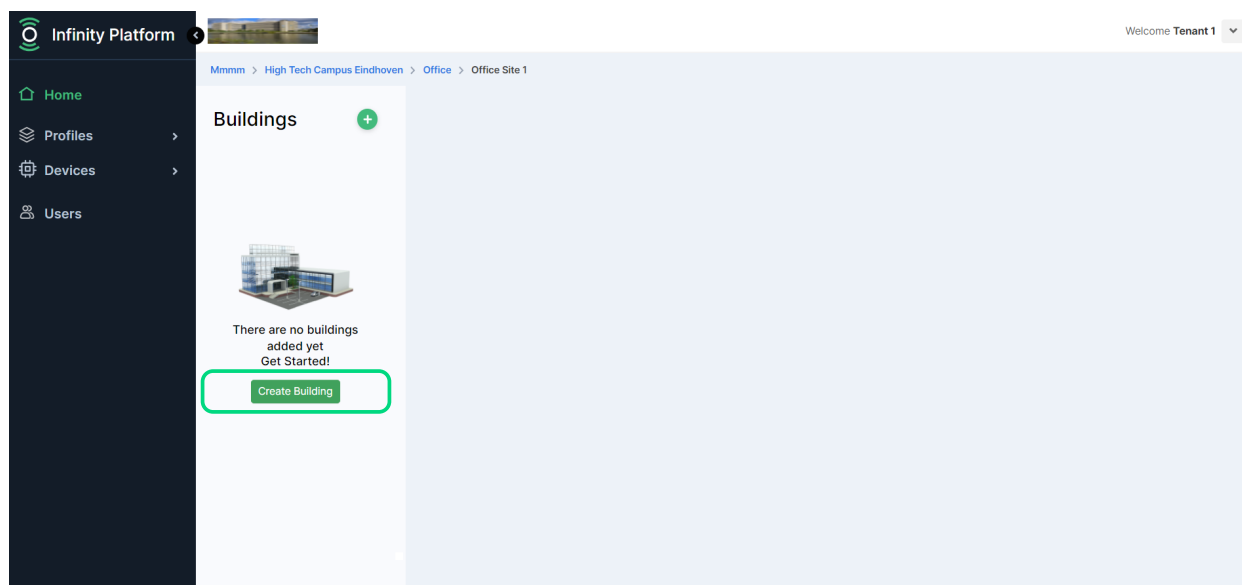 Infinity Platform
Welcome Tenant 1
Mmmm > High Tech Campus Eindhoven > Office > Office Site 1
Home
Profiles
Devices
Users
Buildings
There are no buildings
added yet
Get Started!
Create Building